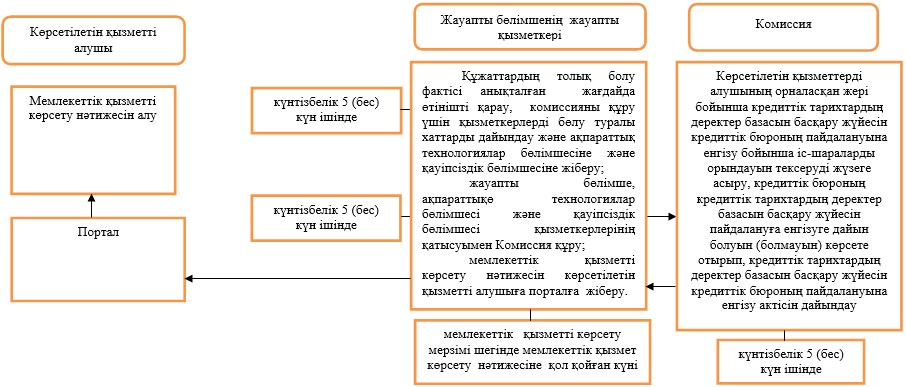 Көрсетілетін қызметті
алушы
Мемлекеттік қызметті
көрсету нәтижесін алу
Портал
күнтізбелік 5 (бес)
күн ішінде
күнтізбелік 5 (бес)
күн ішінде
Жауапты бөлімшенің жауапты
қызметкері
Құжаттардың толық болу
фактісі анықталған жағдайда
өтінішті қарау, комиссияны құру
үшін қызметкерлерді бөлу туралы
хаттарды дайындау және ақпараттық
технологиялар бөлімшесіне және
қауіпсіздік бөлімшесіне жіберу;
жауапты бөлімше,
ақпараттықө технологиялар
бөлімшесі және қауіпсіздік
бөлімшесі қызметкерлерінің
қатысуымен Комиссия құру;
мемлекеттік қызметті
көрсету нәтижесін көрсетілетін
қызметті алушыға порталға жіберу.
мемлекеттік қызметті көрсету
мерзімі шегінде мемлекеттік қызмет
көрсету нәтижесіне қол қойған күні
Комиссия
Көрсетілетін қызметтерді
алушының орналасқан жері
бойынша кредиттік тарихтардың
деректер базасын басқару жүйесін
кредиттік бюроның пайдалануына
енгізу бойынша іс-шараларды
орындауын тексеруді жүзеге
асыру, кредиттік бюроның
кредиттік тарихтардың деректер
базасын басқару жүйесін
пайдалануға енгізуге дайын
болуын (болмауын) көрсете
отырып, кредиттік тарихтардың
деректер базасын басқару жүйесін
кредиттік бюроның пайдалануына
енгізу актісін дайындау
күнтізбелік 5 (бес)
күн ішінде